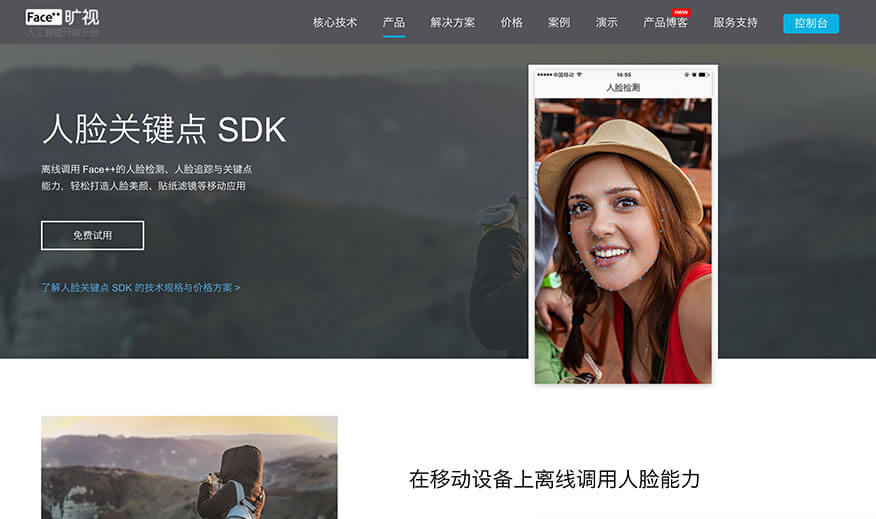 Face++ 旷视
人工智能开放平台
核心技术 产品 解决方案 价格 案例 演示 产品博客 new 服务支持 控制台
中国移动 14:55
人脸检测
人脸关键点 SDK
离线调用 Face++的人脸检测、人脸追踪与关键点
能力，轻松打造人脸美颜、贴纸滤镜等移动应用
免费试用
了解人脸关键点 SDK 的技术规格与价格方案 >
在移动设备上离线调用人脸能力